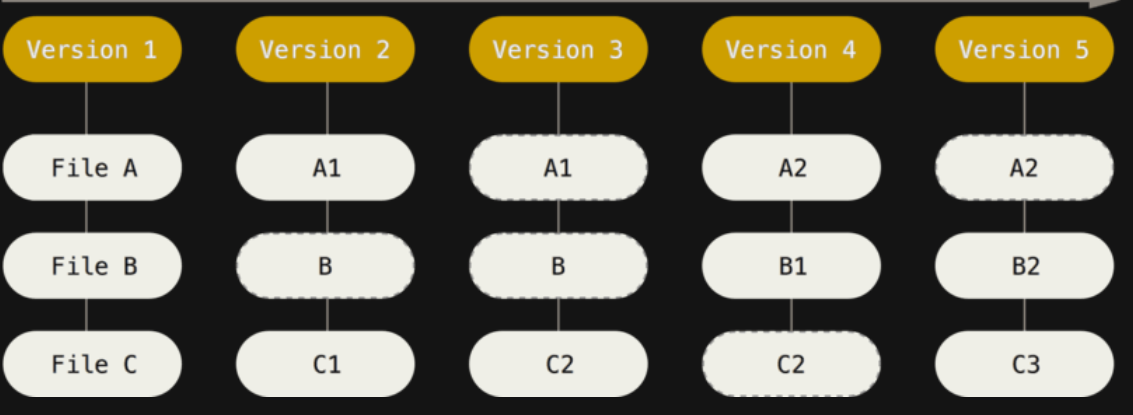 Version 1 Version 2 Version 3 Version 4 Version 5
File A A1 A1 A2 A2
File B B B B1 B2
File C C1 C2 C2 C3